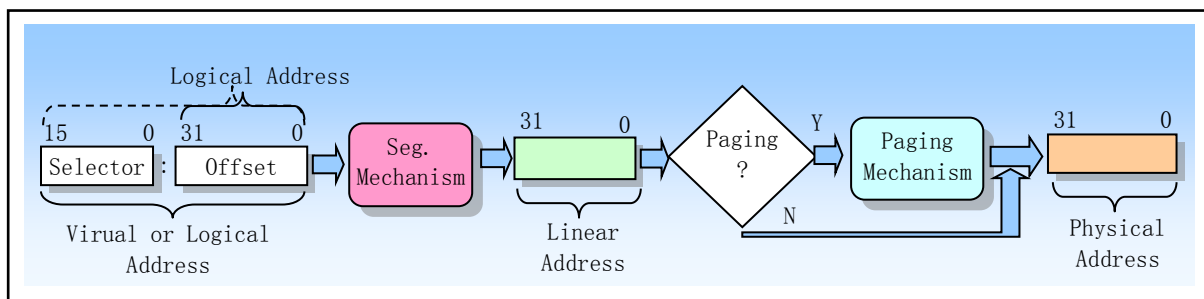 Logical Address
15 0 31 0
Selector : Offset
Virual or Logical
Address
Seg.
Mechanism
31 0
Linear
Address
Paging
?
Y
N
Paging
Mechanism
31 0
Physical
Address